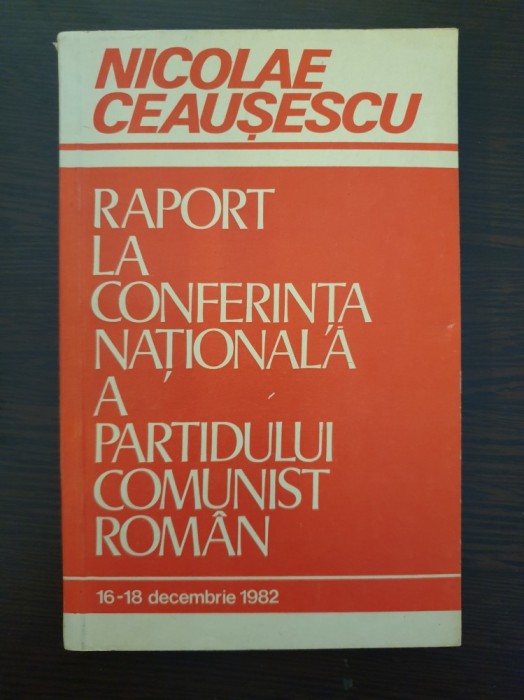 NICOLAE
CEAUȘESCU
RAPORT
LA
CONFERINȚA
NAȚIONALĂ
A
PARTIDULUI
COMUNIST
ROMÂN
16-18 decembrie 1982